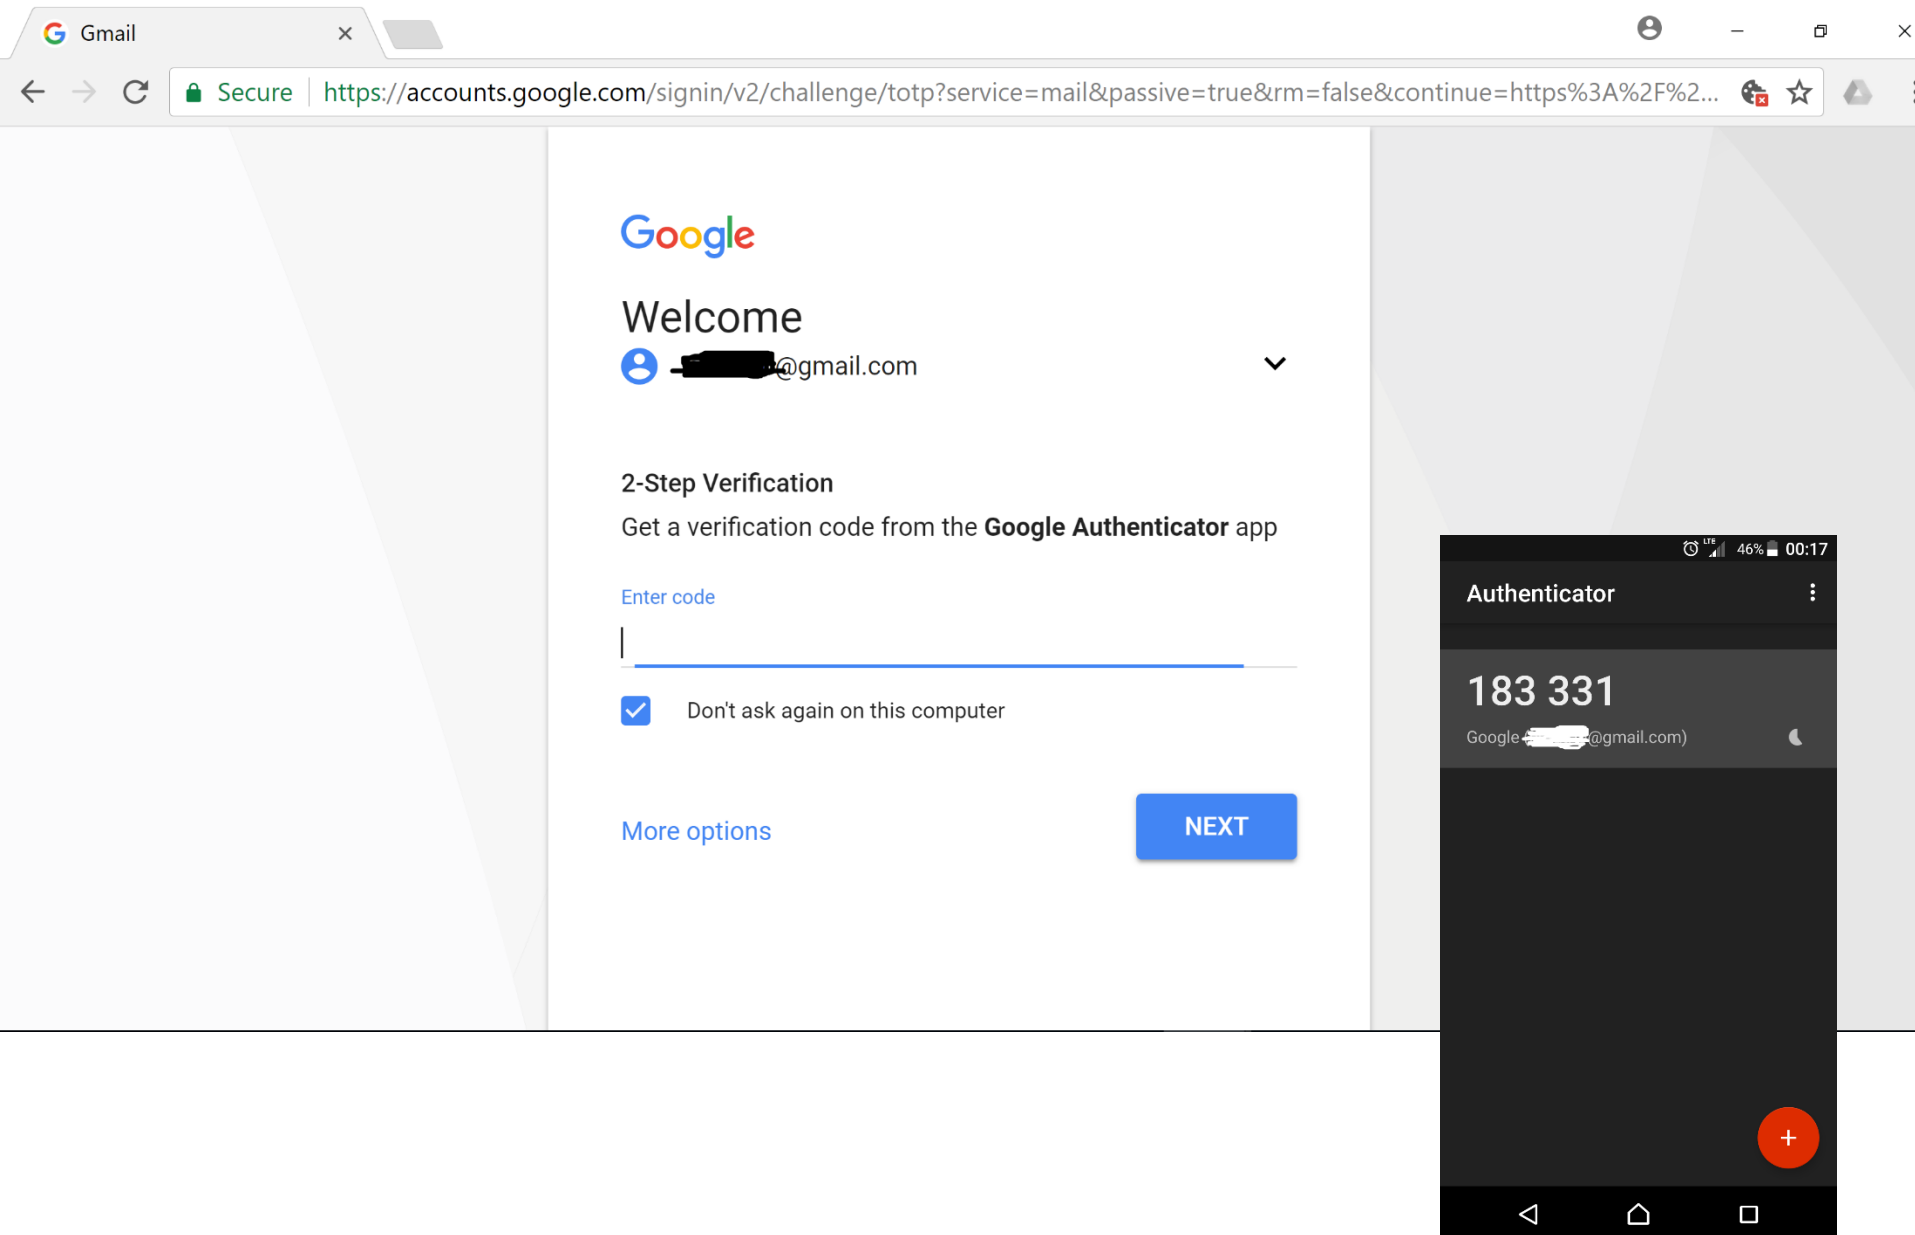 Gmail
Secure https://accounts.google.com/signin/v2/challenge/totp?service=mail&passive=true&rm=false&continue=https%3A%2F%2...
Google
Welcome
@gmail.com
2-Step Verification
Get a verification code from the Google Authenticator app
Enter code
Don't ask again on this computer
More options
NEXT
LTE 46% 00:17
Authenticator
183 331
Google @gmail.com)